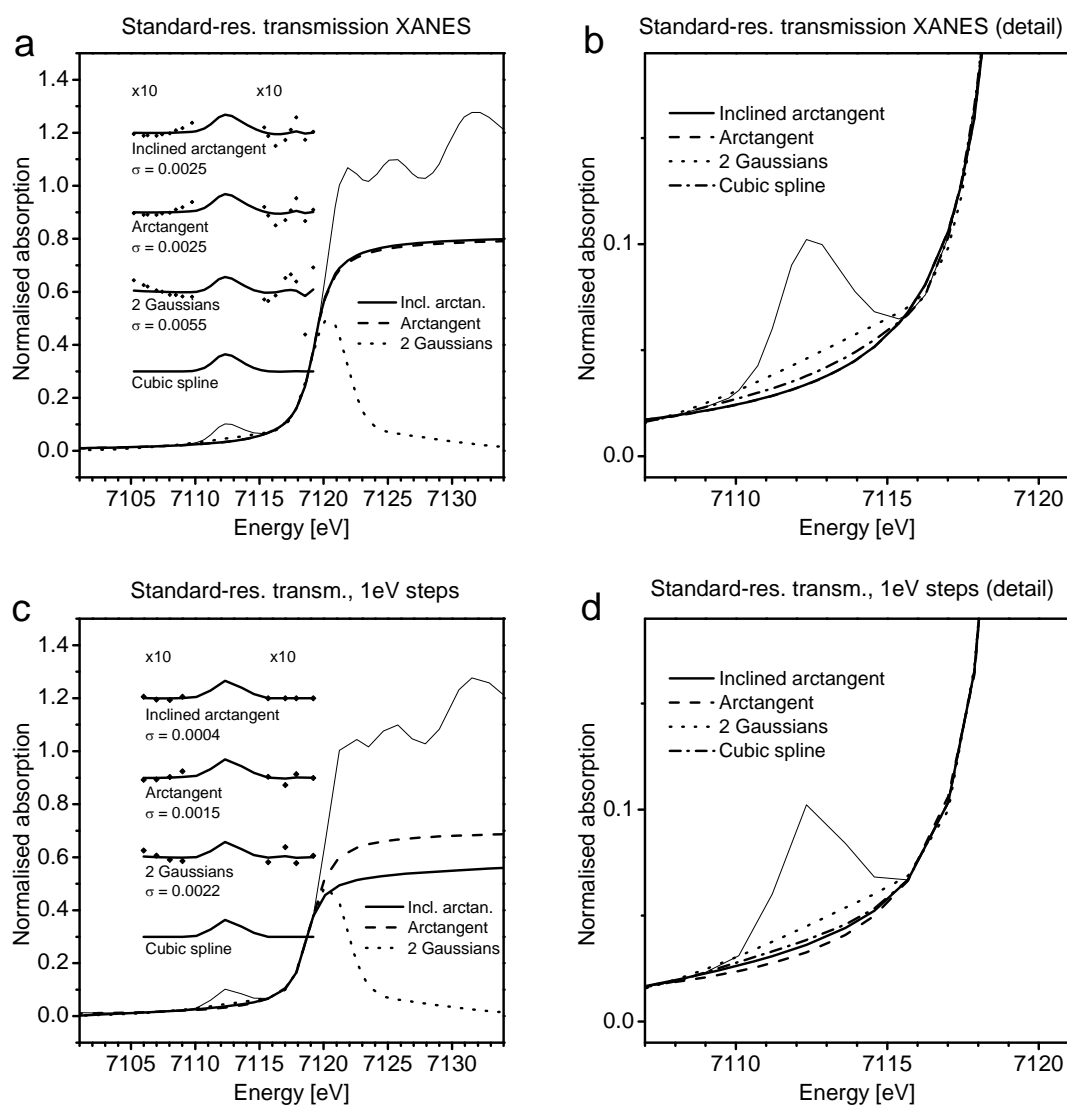 a
Standard-res. transmission XANES
1.4
1.2
1.0
0.8
0.6
0.4
0.2
0.0
Normalised absorption
x10
x10
Inclined arctangent
σ = 0.0025
Arctangent
σ = 0.0025
2 Gaussians
σ = 0.0055
Cubic spline
Incl. arctan.
Arctangent
2 Gaussians
7105 7110 7115 7120 7125 7130
Energy [eV]
b
Standard-res. transmission XANES (detail)
Inclined arctangent
Arctangent
2 Gaussians
Cubic spline
0.1
0.0
Normalised absorption
7110 7115 7120
Energy [eV]
c
Standard-res. transm., 1eV steps
1.4
1.2
1.0
0.8
0.6
0.4
0.2
0.0
Normalised absorption
x10
x10
Inclined arctangent
σ = 0.0004
Arctangent
σ = 0.0015
2 Gaussians
σ = 0.0022
Cubic spline
Incl. arctan.
Arctangent
2 Gaussians
7105 7110 7115 7120 7125 7130
Energy [eV]
d
Standard-res. transm., 1eV steps (detail)
Inclined arctangent
Arctangent
2 Gaussians
Cubic spline
0.1
0.0
Normalised absorption
7110 7115 7120
Energy [eV]